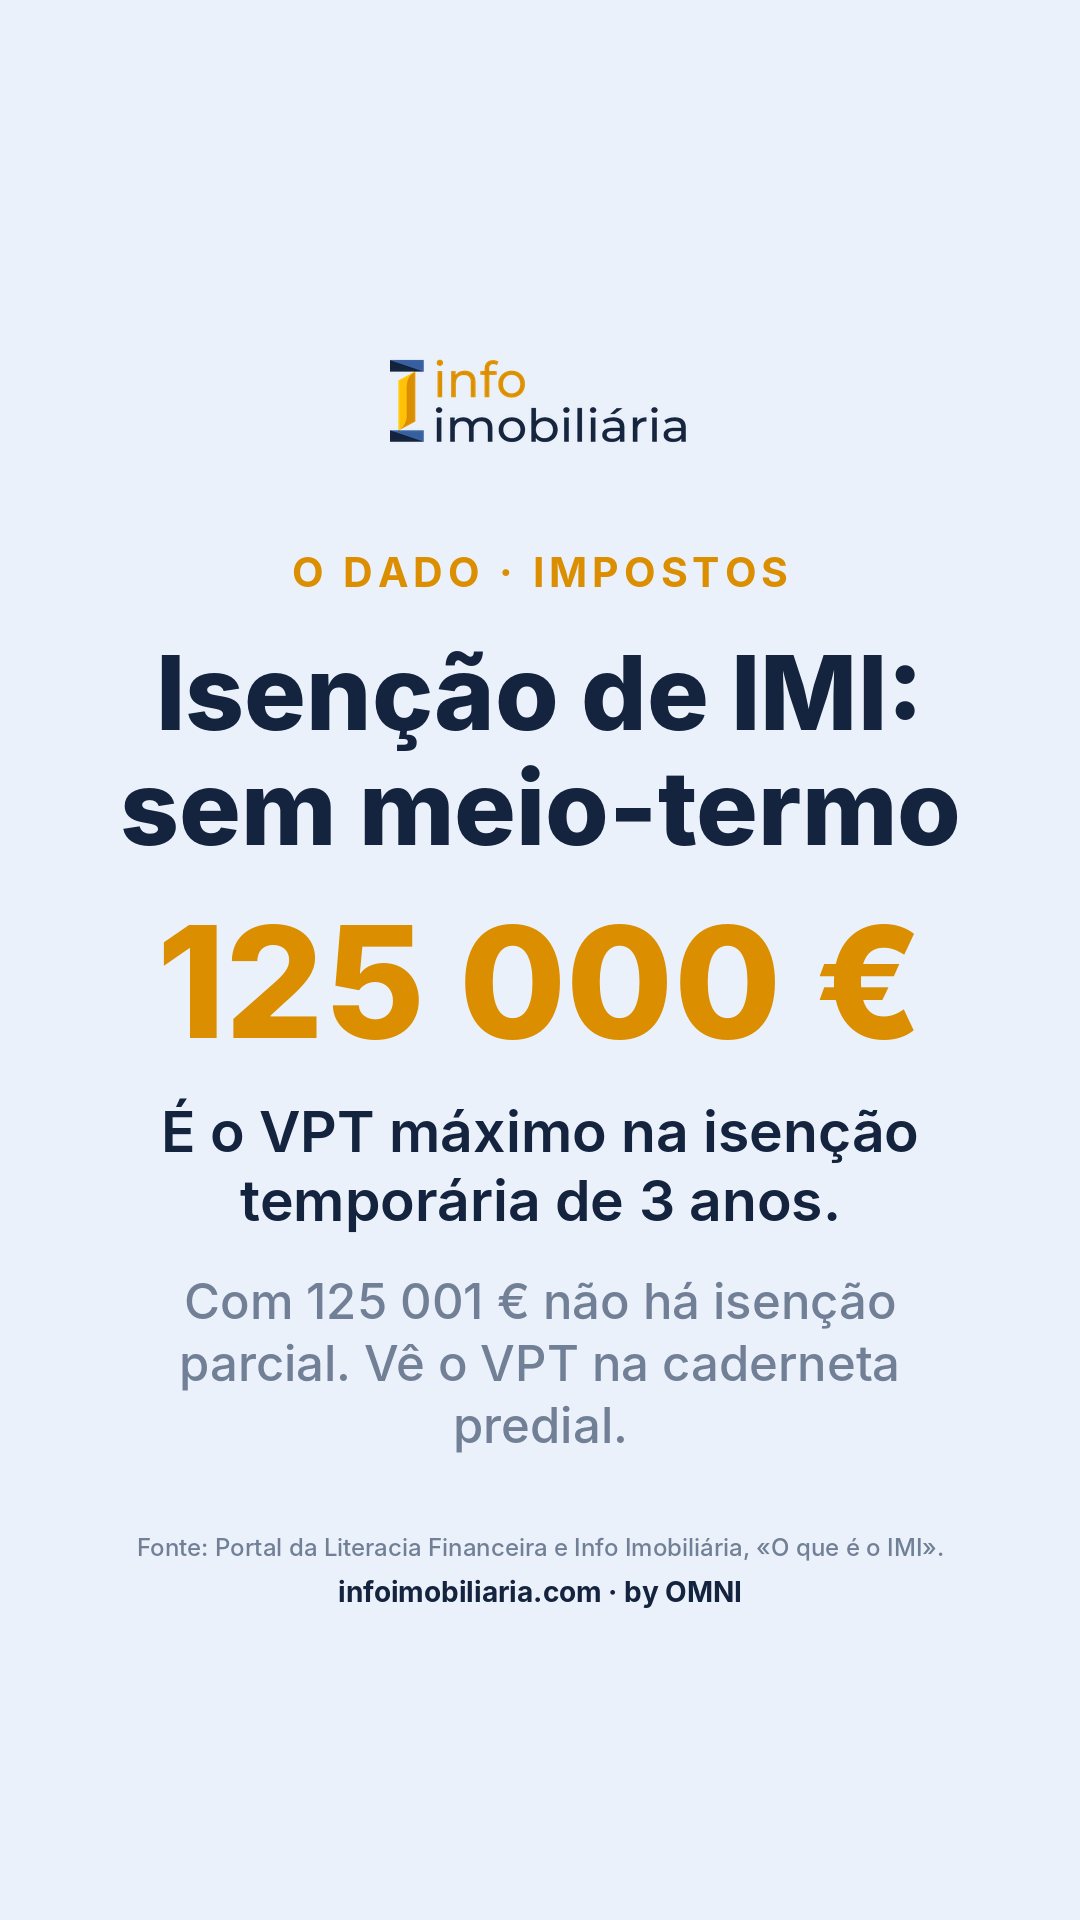 info
imobiliária
O DADO · IMPOSTOS
Isenção de IMI:
sem meio-termo
125 000 €
É o VPT máximo na isenção
temporária de 3 anos.
Com 125 001 € não há isenção
parcial. Vê o VPT na caderneta
predial.
Fonte: Portal da Literacia Financeira e Info Imobiliária, «O que é o IMI».
infoimobiliaria.com · by OMNI